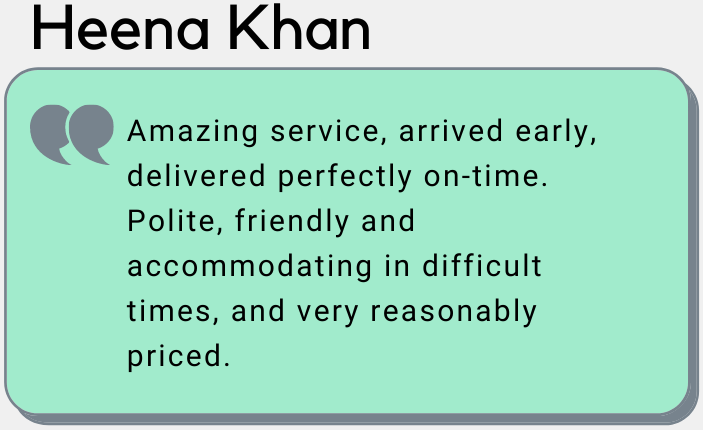 Heena Khan
Amazing service, arrived early,
delivered perfectly on-time.
Polite, friendly and
accommodating in difficult
times, and very reasonably
priced.